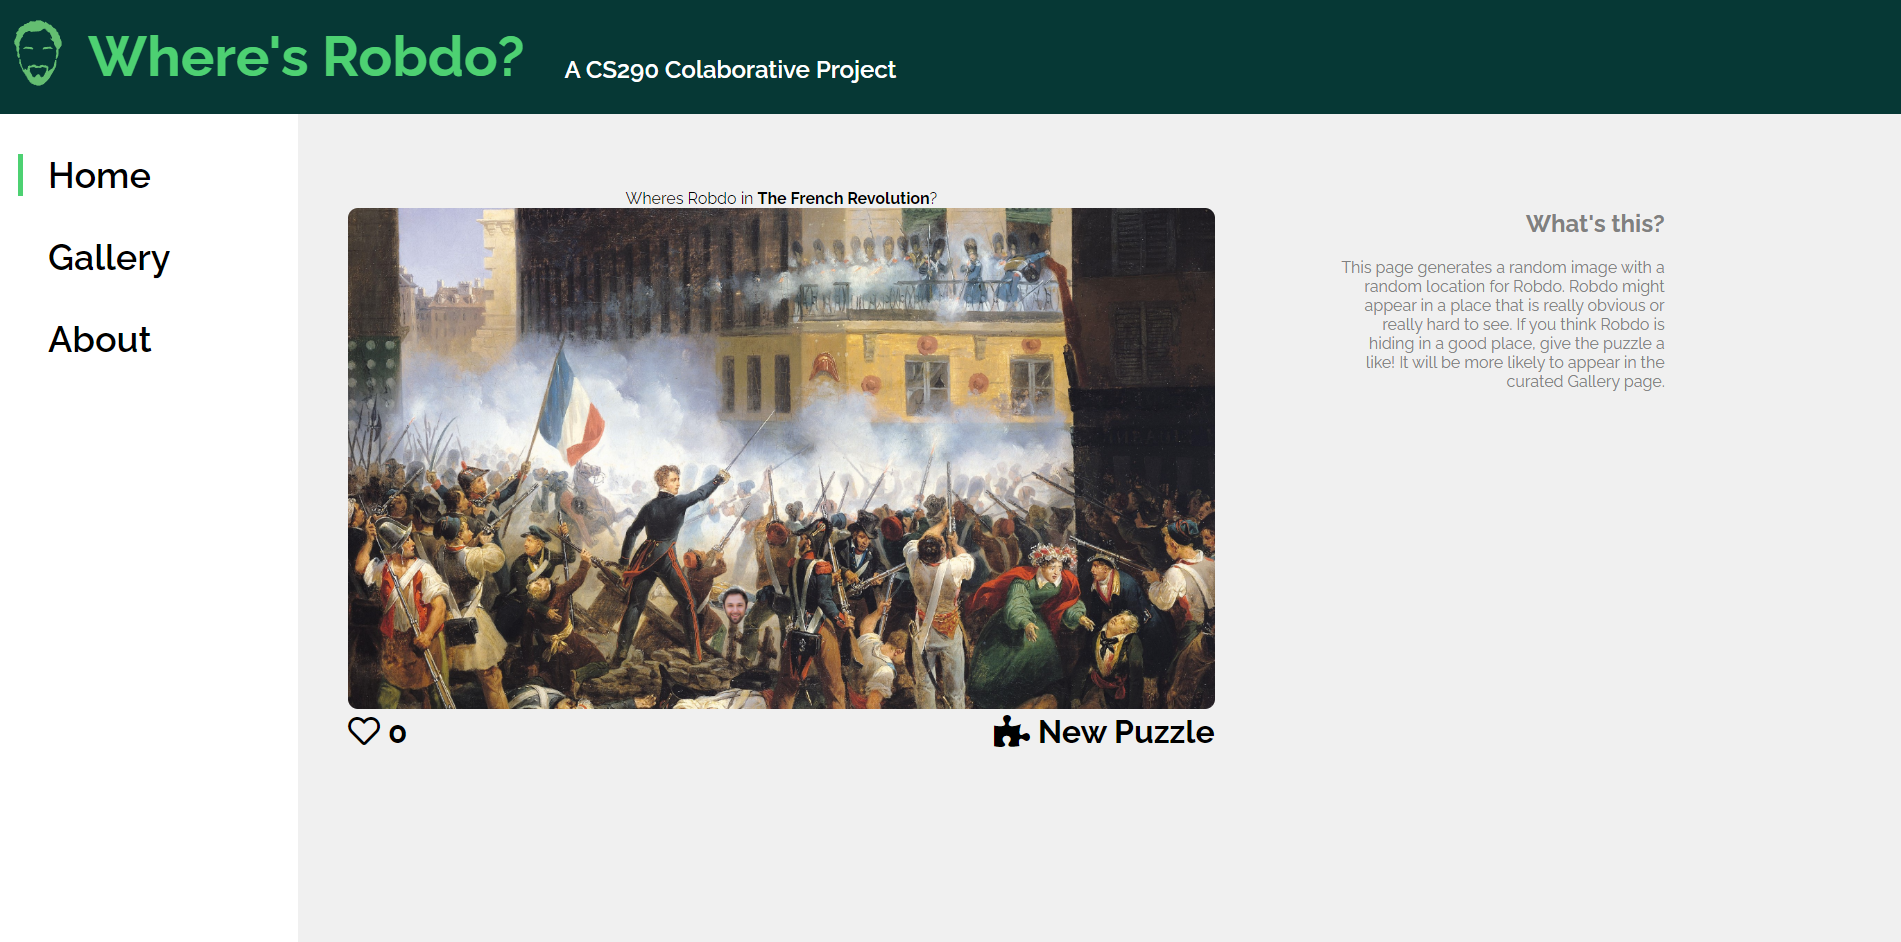 Where's Robdo?
A CS290 Colaborative Project
Home
Gallery
About
Wheres Robdo in The French Revolution?
0
New Puzzle
What's this?
This page generates a random image with a
random location for Robdo. Robdo might
appear in a place that is really obvious or
really hard to see. If you think Robdo is
hiding in a good place, give the puzzle a
like! It will be more likely to appear in the
curated Gallery page.